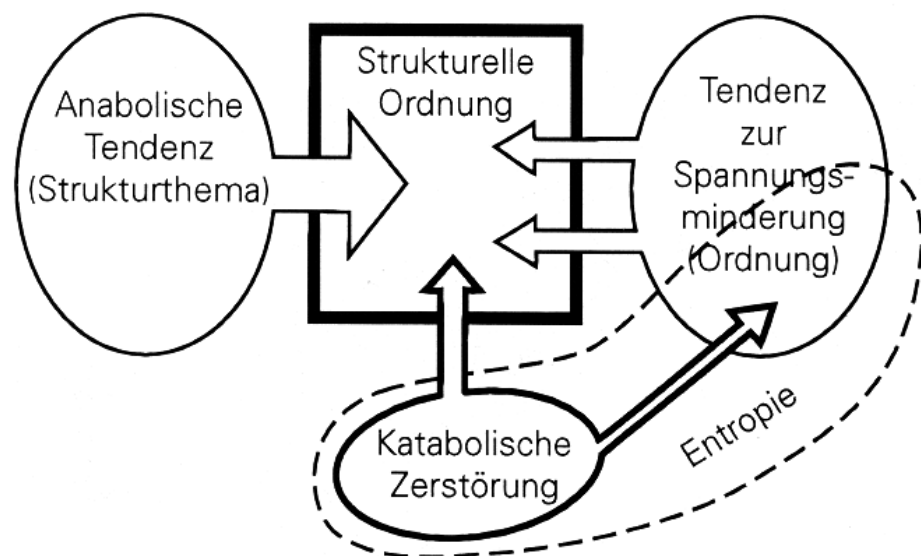 Anabolische
Tendenz
(Strukturthema)
Strukturelle
Ordnung
Tendenz
zur
Spannungs-
minderung
(Ordnung)
Katabolische
Zerstörung
Entropie